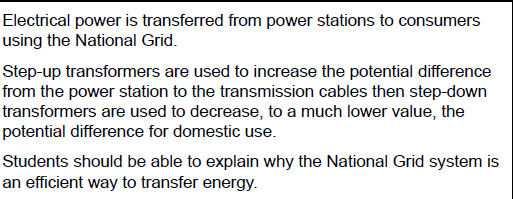 Electrical power is transferred from power stations to consumers
using the National Grid.
Step-up transformers are used to increase the potential difference
from the power station to the transmission cables then step-down
transformers are used to decrease, to a much lower value, the
potential difference for domestic use.
Students should be able to explain why the National Grid system is
an efficient way to transfer energy.